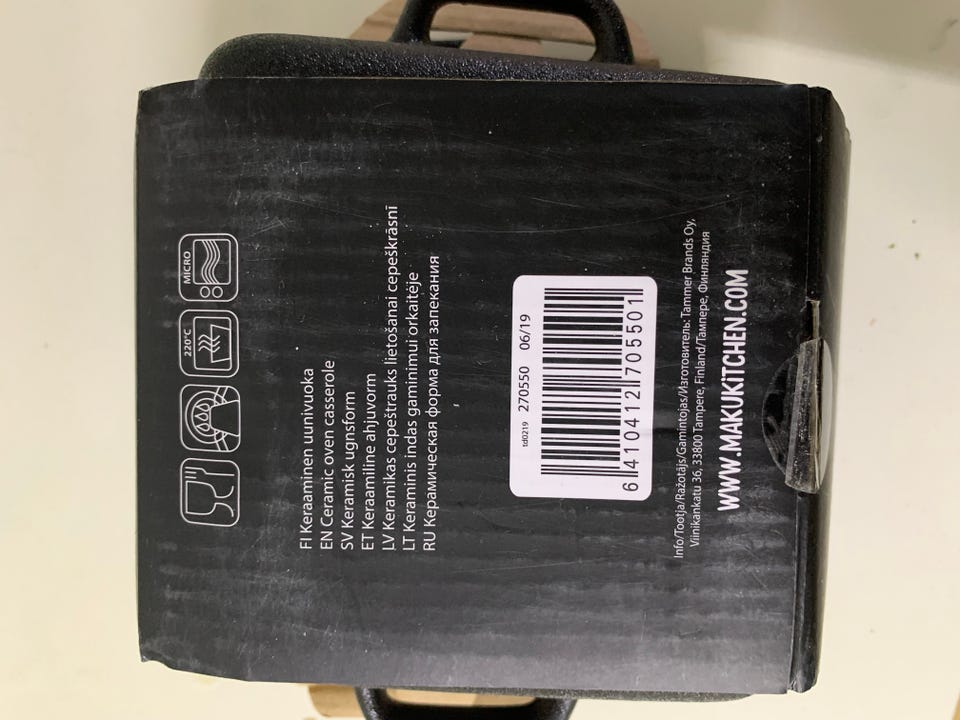 220°C
MICRO
FI Keraaminen uunivuoka
EN Ceramic oven casserole
SV Keramisk ugnsform
ET Keraamiline ahjuvorm
LV Keramikas cepeštrauks lietošanai cepeškrāsnī
LT Keraminis indas gaminimui orkaitėje
RU Керамическая форма для запекания
td0219 270550 06/19
6 410412 705501
Info/Tootja/Ražotājs/Gamintojas/Изготовитель: Tammer Brands Oy,
Viinikankatu 36, 33800 Tampere, Finland/Тампере, Финляндия
WWW.MAKUKITCHEN.COM